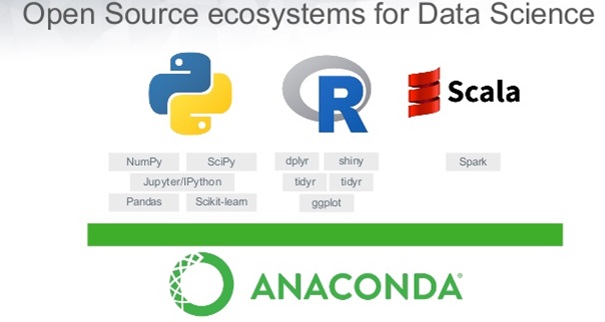 Open Source ecosystems for Data Science
R
Scala
NumPy SciPy dplyr shiny Spark
Jupyter/IPython tidyr tidyr
Pandas Scikit-learn ggplot
ANACONDA®